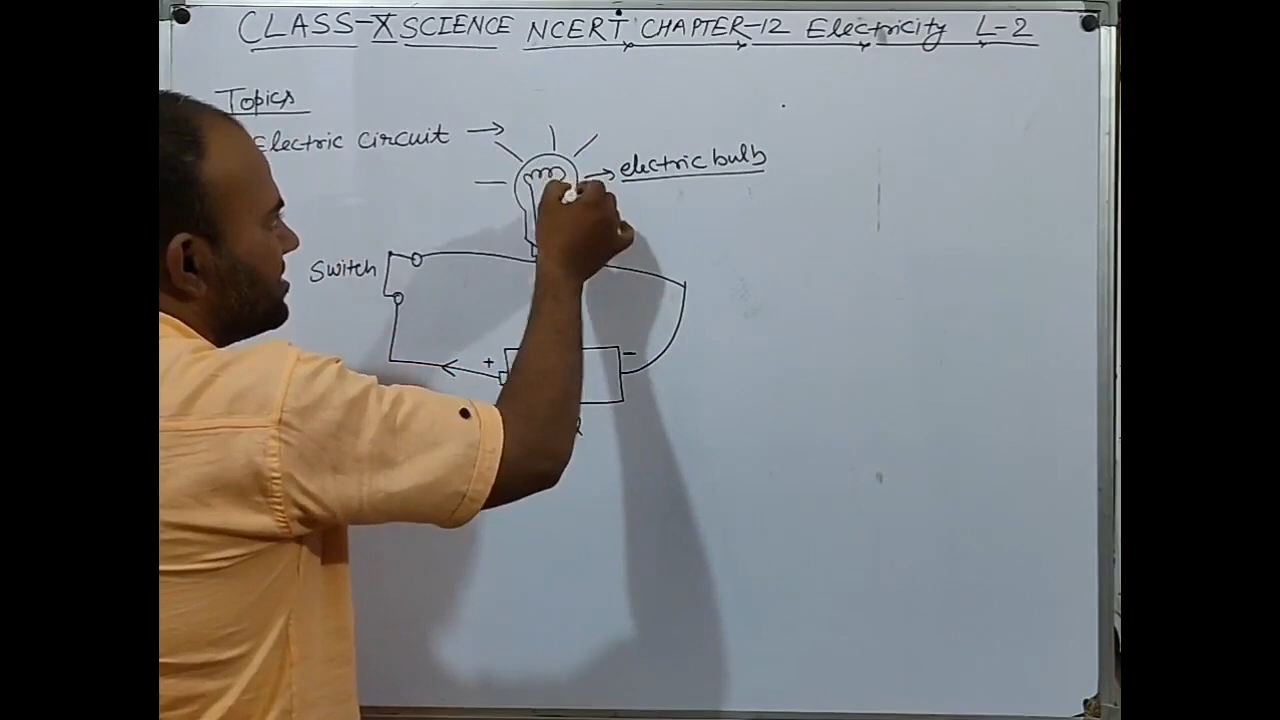 CLASS-X SCIENCE NCERT CHAPTER-12 Electricity L-2
Topics
Electric circuit
electric bulb
Switch
+
−